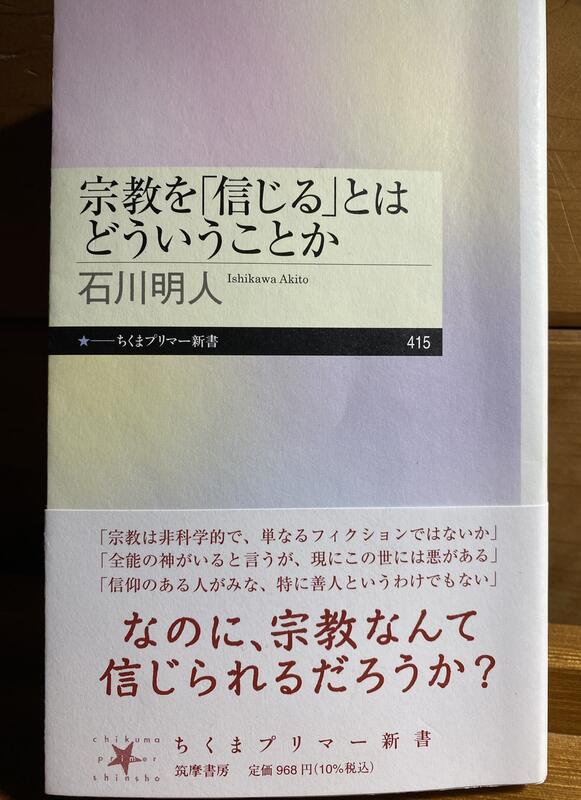 宗教を「信じる」とは
どういうことか
石川明人 Ishikawa Akito
★──ちくまプリマー新書 415
「宗教は非科学的で、単なるフィクションではないか」
「全能の神がいると言うが、現にこの世には悪がある」
「信仰のある人がみな、特に善人というわけでもない」
なのに、宗教なんて
信じられるだろうか？
chikuma
primer
shinsho
ちくまプリマー新書
筑摩書房 定価968円(10%税込)